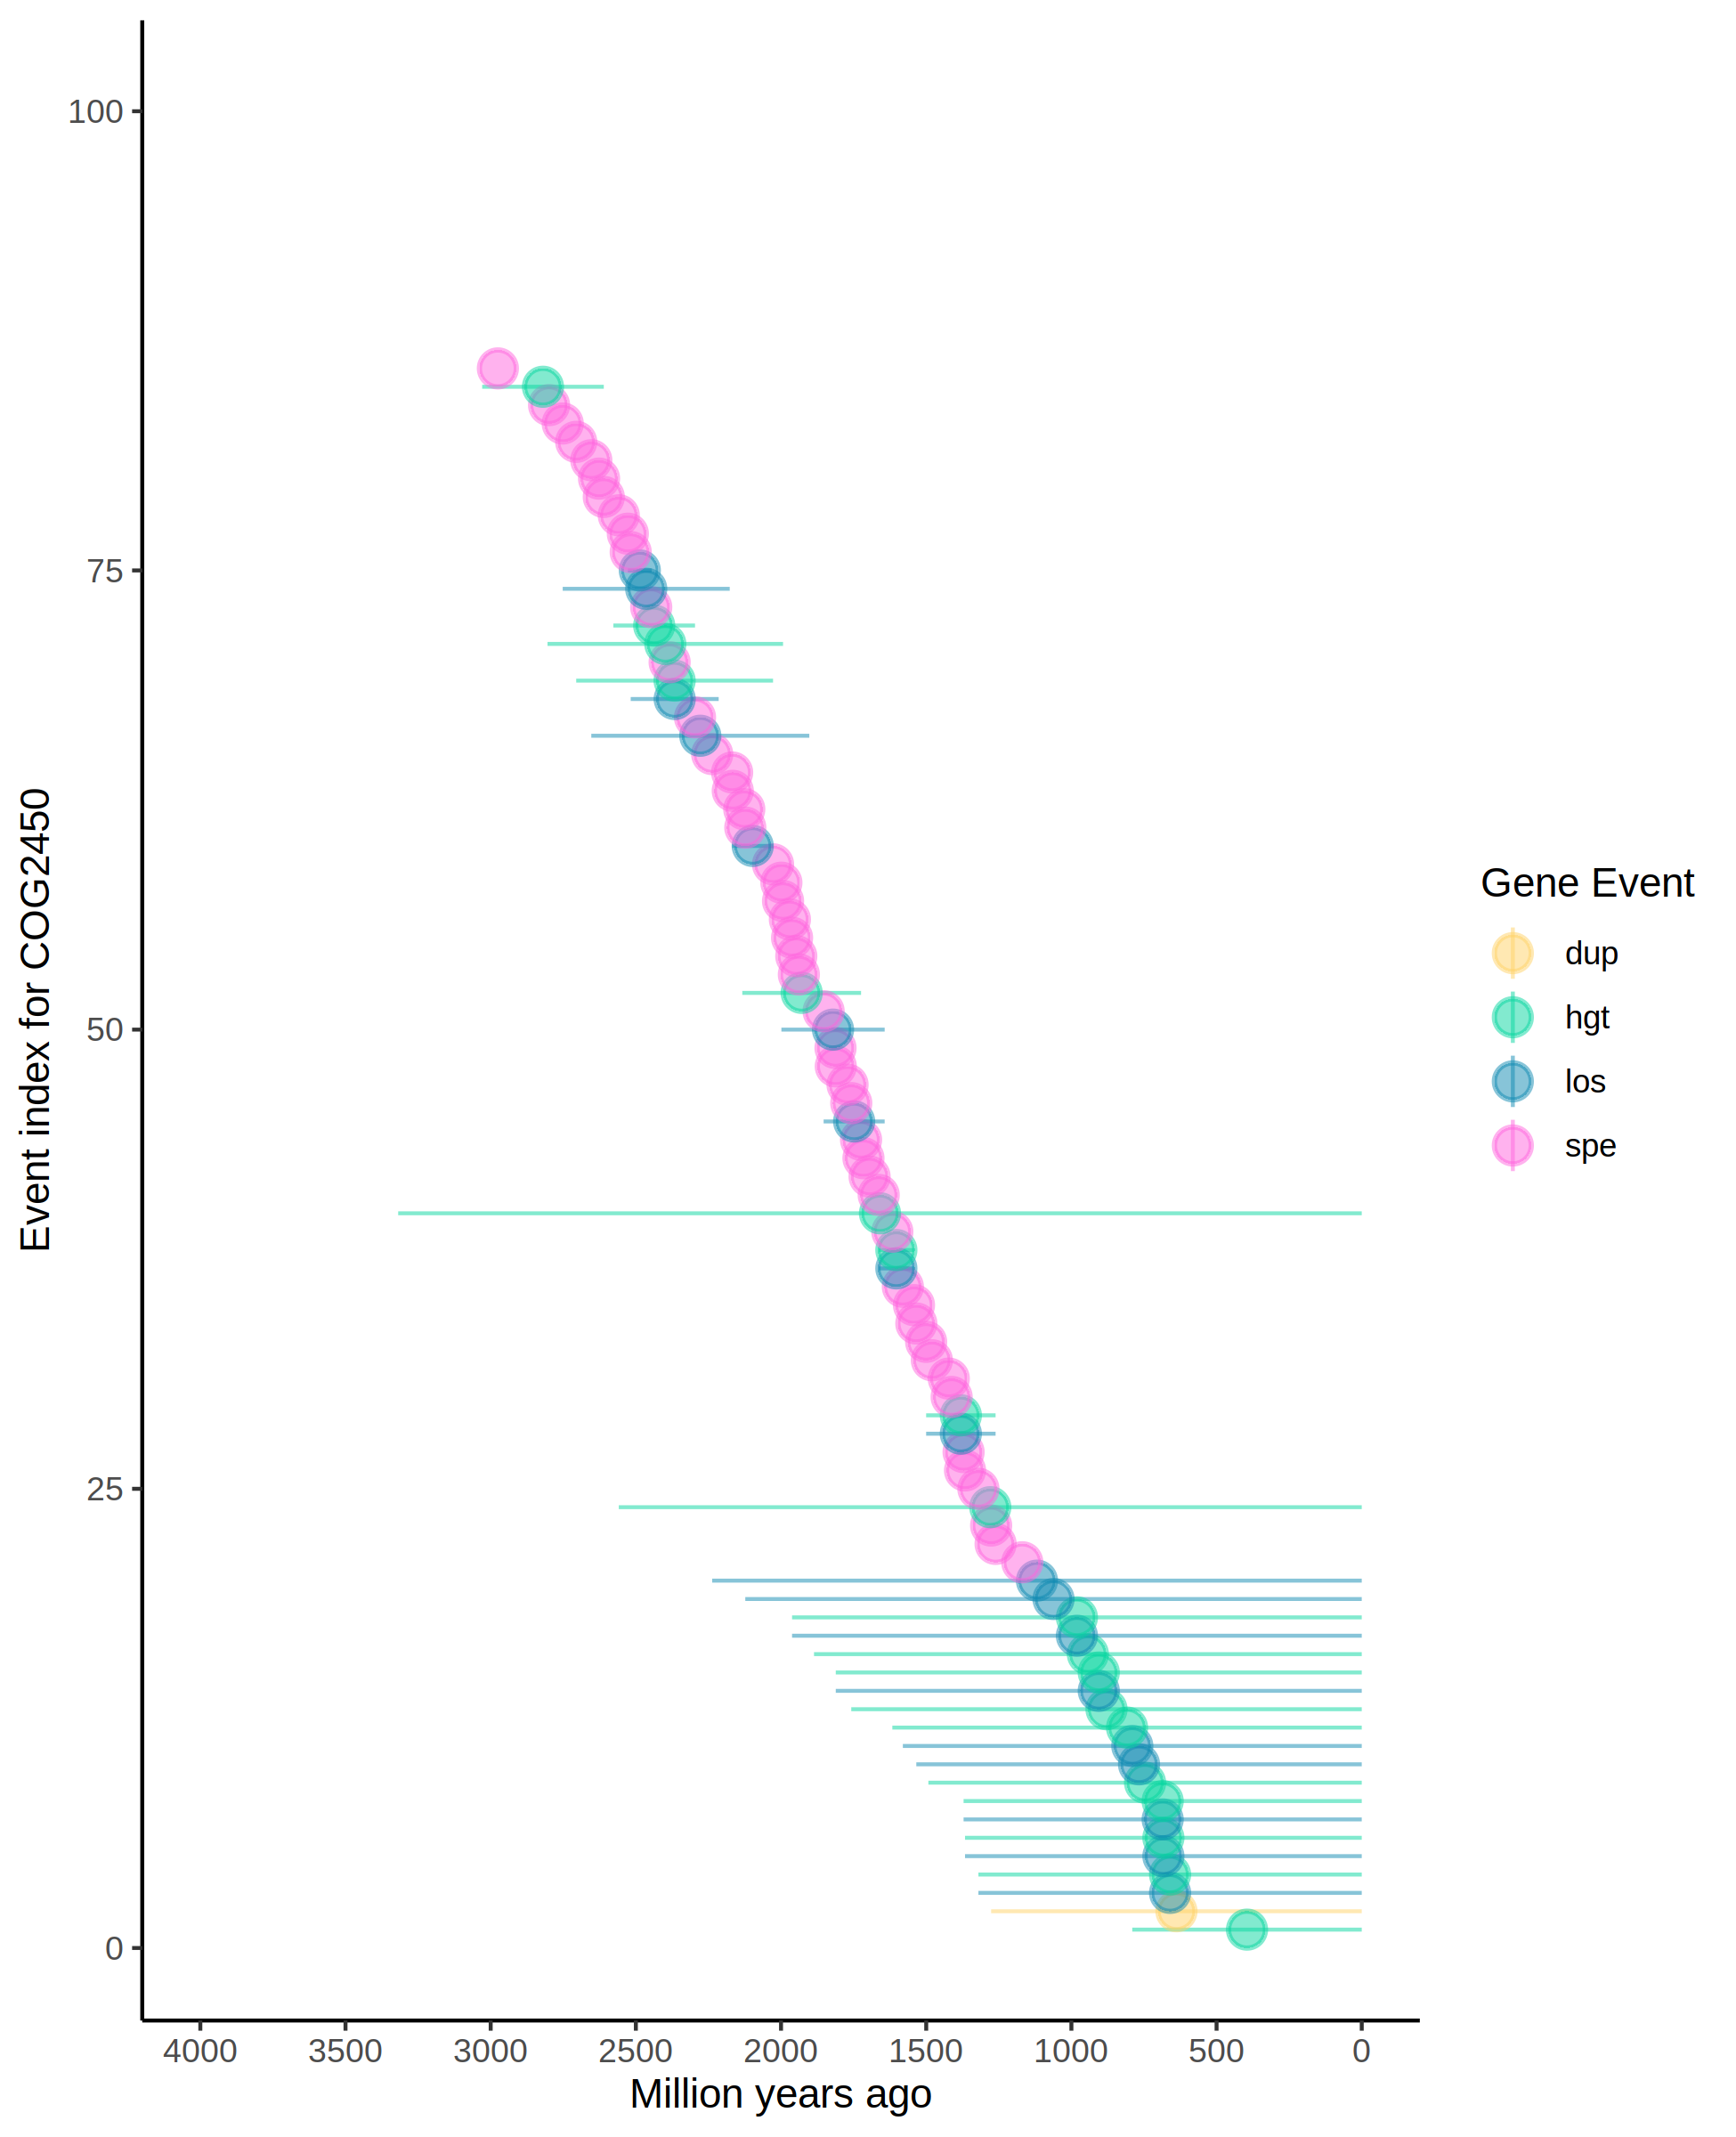 100
75
50
25
0
Event index for COG2450
4000 3500 3000 2500 2000 1500 1000 500 0
Million years ago
Gene Event
dup
hgt
los
spe